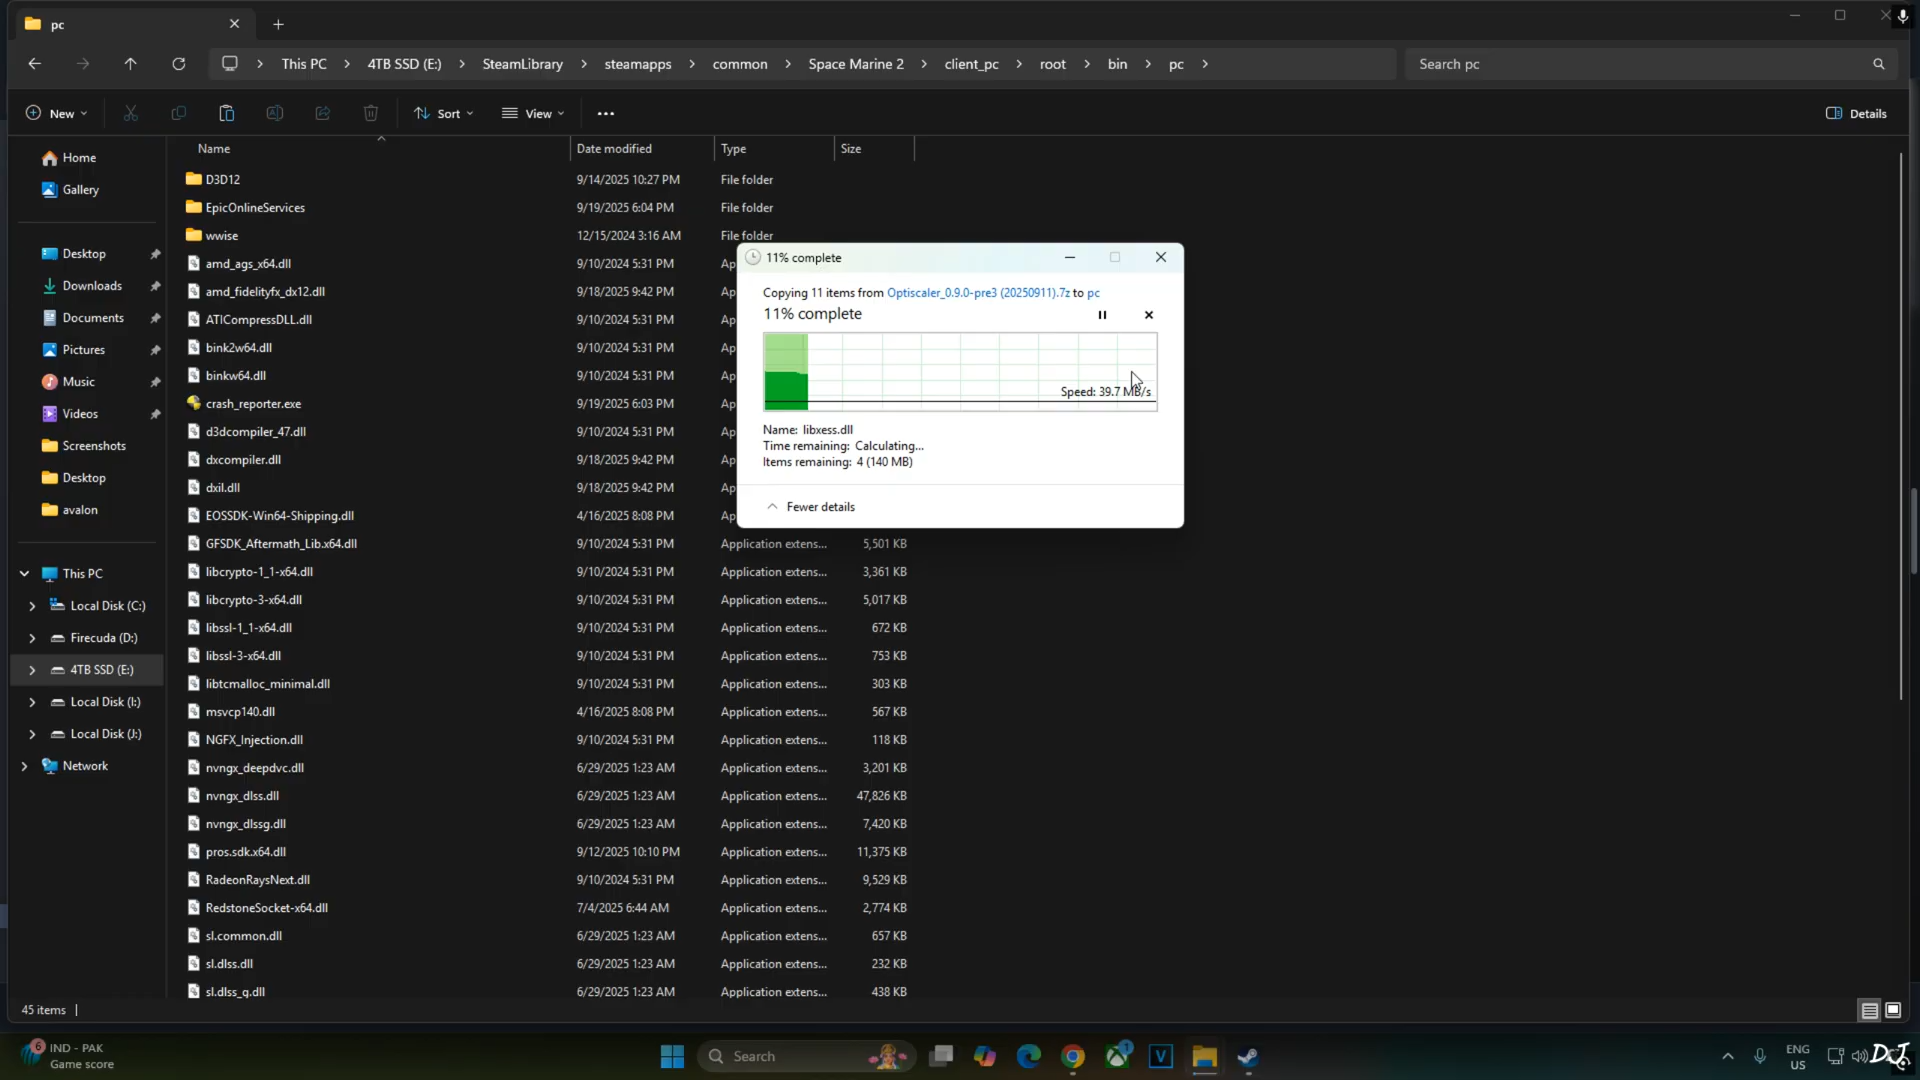 pc
This PC
4TB SSD (E:)
SteamLibrary
steamapps
common
Space Marine 2
client_pc
root
bin
pc
Search pc
New
Sort
View
Details
Name
Date modified
Type
Size
Home
Gallery
Desktop
Downloads
Documents
Pictures
Music
Videos
Screenshots
Desktop
avalon
This PC
Local Disk (C:)
Firecuda (D:)
4TB SSD (E:)
Local Disk (I:)
Local Disk (J:)
Network
D3D12 9/14/2025 10:27 PM File folder
EpicOnlineServices 9/19/2025 6:04 PM File folder
wwise 12/15/2024 3:16 AM File folder
amd_ags_x64.dll 9/10/2024 5:31 PM Ap
amd_fidelityfx_dx12.dll 9/18/2025 9:42 PM Ap
ATICompressDLL.dll 9/10/2024 5:31 PM Ap
bink2w64.dll 9/10/2024 5:31 PM Ap
binkw64.dll 9/10/2024 5:31 PM Ap
crash_reporter.exe 9/19/2025 6:03 PM Ap
d3dcompiler_47.dll 9/10/2024 5:31 PM Ap
dxcompiler.dll 9/18/2025 9:42 PM Ap
dxil.dll 9/18/2025 9:42 PM Ap
EOSSDK-Win64-Shipping.dll 4/16/2025 8:08 PM Ap
GFSDK_Aftermath_Lib.x64.dll 9/10/2024 5:31 PM Application extens... 5,501 KB
libcrypto-1_1-x64.dll 9/10/2024 5:31 PM Application extens... 3,361 KB
libcrypto-3-x64.dll 9/10/2024 5:31 PM Application extens... 5,017 KB
libssl-1_1-x64.dll 9/10/2024 5:31 PM Application extens... 672 KB
libssl-3-x64.dll 9/10/2024 5:31 PM Application extens... 753 KB
libtcmalloc_minimal.dll 9/10/2024 5:31 PM Application extens... 303 KB
msvcp140.dll 4/16/2025 8:08 PM Application extens... 567 KB
NGFX_Injection.dll 9/10/2024 5:31 PM Application extens... 118 KB
nvngx_deepdvc.dll 6/29/2025 1:23 AM Application extens... 3,201 KB
nvngx_dlss.dll 6/29/2025 1:23 AM Application extens... 47,826 KB
nvngx_dlssg.dll 6/29/2025 1:23 AM Application extens... 7,420 KB
pros.sdk.x64.dll 9/12/2025 10:10 PM Application extens... 11,375 KB
RadeonRaysNext.dll 9/10/2024 5:31 PM Application extens... 9,529 KB
RedstoneSocket-x64.dll 7/4/2025 6:44 AM Application extens... 2,774 KB
sl.common.dll 6/29/2025 1:23 AM Application extens... 657 KB
sl.dlss.dll 6/29/2025 1:23 AM Application extens... 232 KB
sl.dlss_g.dll 6/29/2025 1:23 AM Application extens... 438 KB
11% complete
Copying 11 items from Optiscaler_0.9.0-pre3 (20250911).7z to pc
11% complete
Speed: 39.7 MB/s
Name: libxess.dll
Time remaining: Calculating...
Items remaining: 4 (140 MB)
Fewer details
45 items
6
IND - PAK
Game score
Search
1
V
ENG
US
DJ